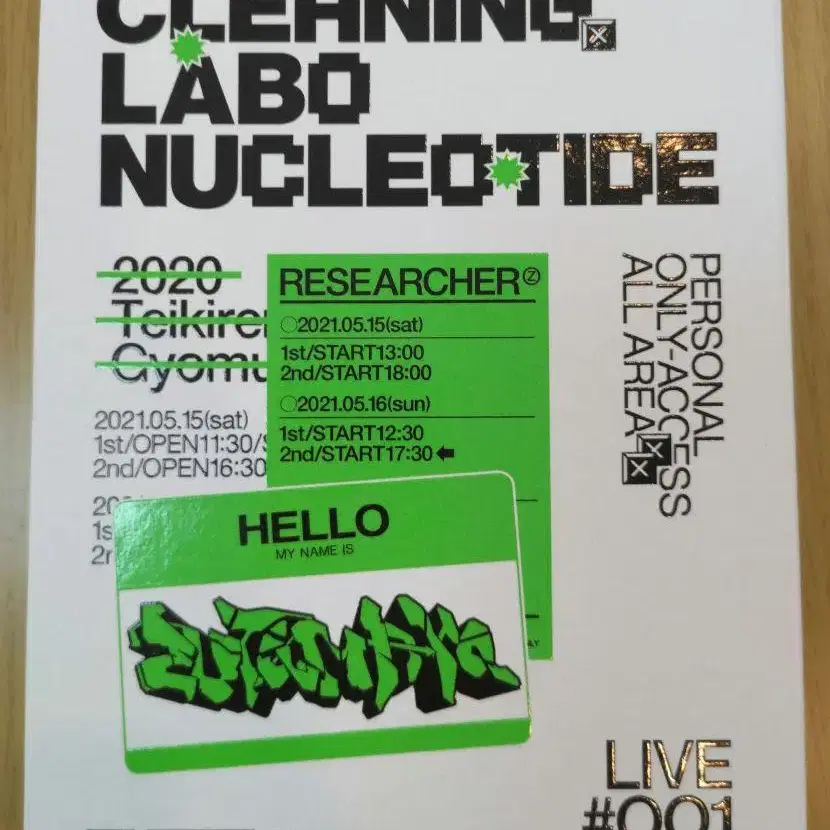 CLEANING
LABO
NUCLEOTIDE
2020
Teikire
Gyomu
2021.05.15(sat)
1st/OPEN11:30/
2nd/OPEN16:30
RESEARCHERⓏ
○2021.05.15(sat)
1st/START13:00
2nd/START18:00
○2021.05.16(sun)
1st/START12:30
2nd/START17:30←
PERSONAL
ONLY-ACCESS
ALL AREA
HELLO
MY NAME IS
LIVE
#001